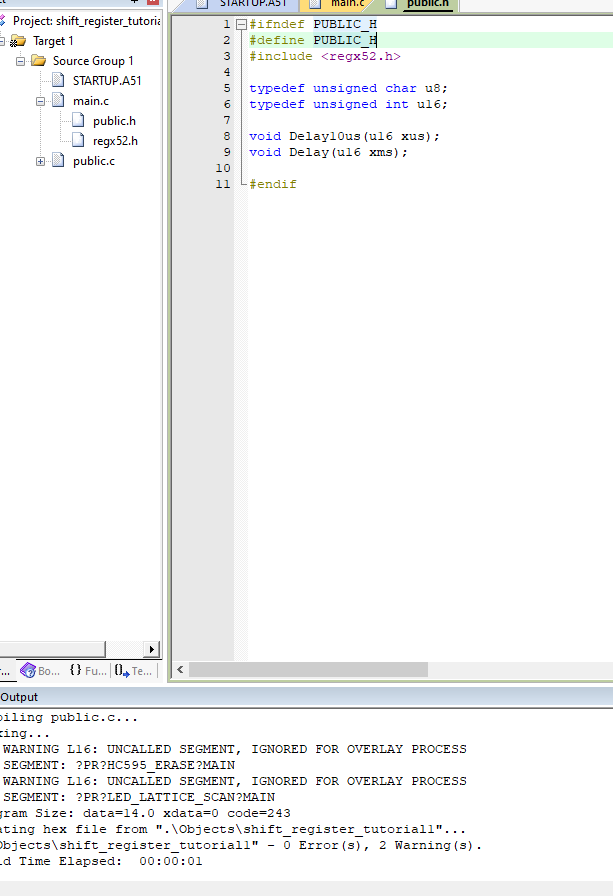 Project: shift_register_tutoria
Target 1
Source Group 1
STARTUP.A51
main.c
public.h
regx52.h
public.c
Bo...
{} Fu...
Te...
STARTUP.A51
main.c
public.h
1 #ifndef PUBLIC_H
2 #define PUBLIC_H
3 #include <regx52.h>
4
5 typedef unsigned char u8;
6 typedef unsigned int u16;
7
8 void Delay10us(u16 xus);
9 void Delay(u16 xms);
10
11 #endif
Output
piling public.c...
king...
WARNING L16: UNCALLED SEGMENT, IGNORED FOR OVERLAY PROCESS
SEGMENT: ?PR?HC595_ERASE?MAIN
WARNING L16: UNCALLED SEGMENT, IGNORED FOR OVERLAY PROCESS
SEGMENT: ?PR?LED_LATTICE_SCAN?MAIN
gram Size: data=14.0 xdata=0 code=243
ating hex file from ".\Objects\shift_register_tutorial1"...
Objects\shift_register_tutorial1" - 0 Error(s), 2 Warning(s).
ld Time Elapsed:  00:00:01